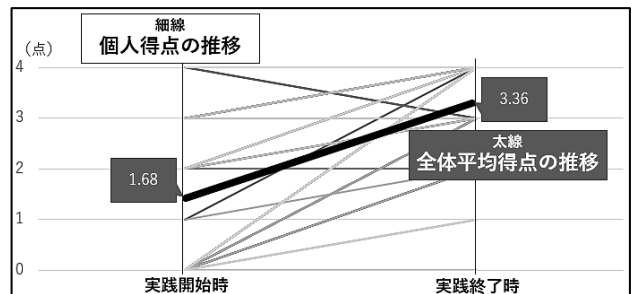 細線
個人得点の推移
（点）
4
3
2
1
0
1.68
3.36
太線
全体平均得点の推移
実践開始時
実践終了時